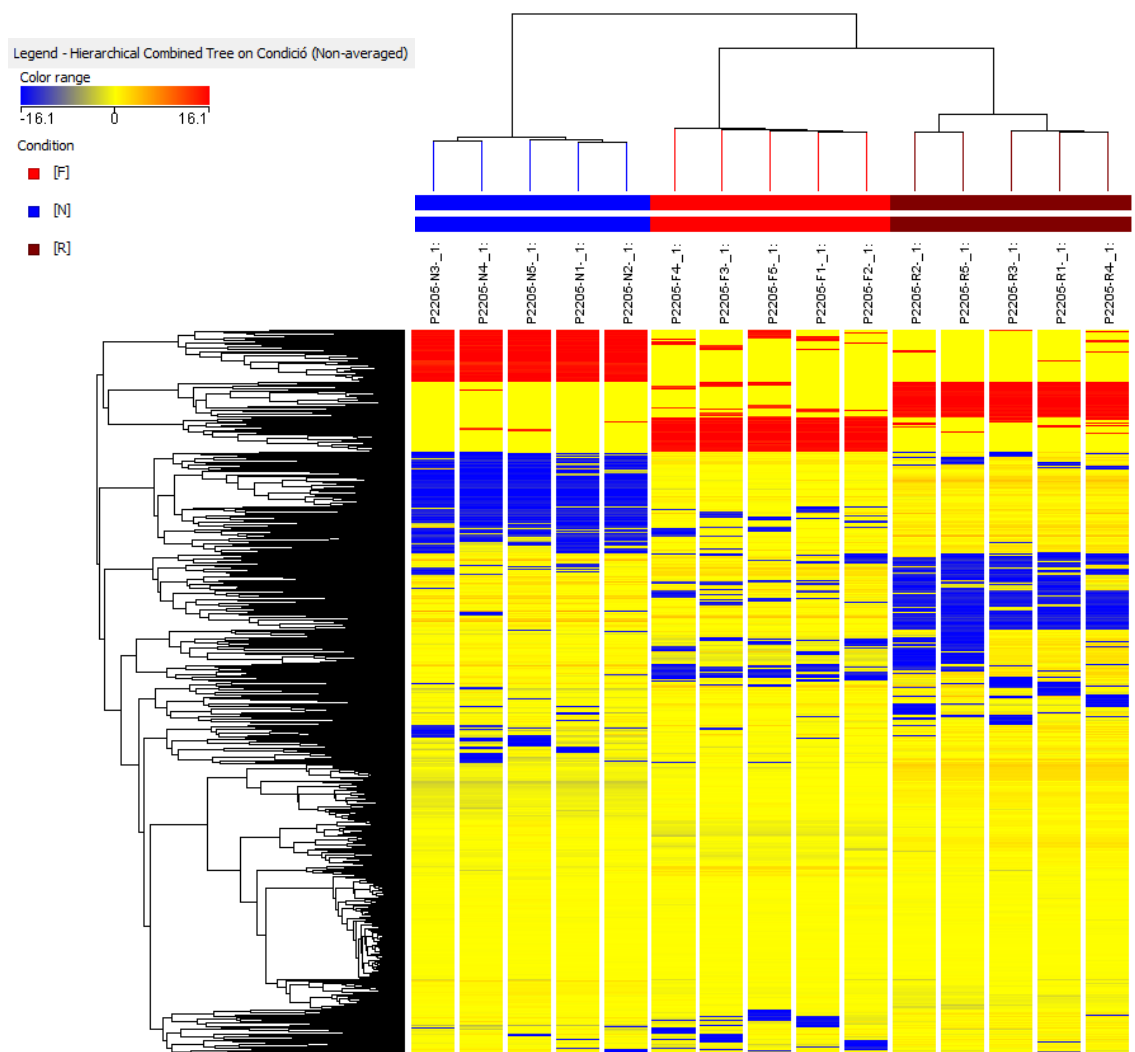 Legend - Hierarchical Combined Tree on Condició (Non-averaged)
Color range
-16.1 0 16.1
Condition
[F]
[N]
[R]
P2205-N3-_1:
P2205-N4-_1:
P2205-N5-_1:
P2205-N1-_1:
P2205-N2-_1:
P2205-F4-_1:
P2205-F3-_1:
P2205-F5-_1:
P2205-F1-_1:
P2205-F2-_1:
P2205-R2-_1:
P2205-R5-_1:
P2205-R3-_1:
P2205-R1-_1:
P2205-R4-_1: